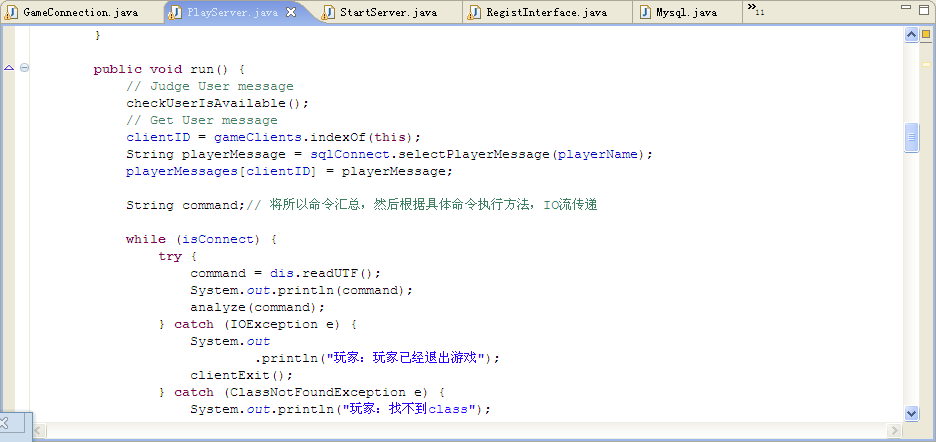 GameConnection.java PlayServer.java StartServer.java RegistInterface.java Mysql.java »11
}
public void run() {
// Judge User message
checkUserIsAvailable();
// Get User message
clientID = gameClients.indexOf(this);
String playerMessage = sqlConnect.selectPlayerMessage(playerName);
playerMessages[clientID] = playerMessage;
String command;// 将所以命令汇总，然后根据具体命令执行方法，IO流传递
while (isConnect) {
try {
command = dis.readUTF();
System.out.println(command);
analyze(command);
} catch (IOException e) {
System.out
.println("玩家：玩家已经退出游戏");
clientExit();
} catch (ClassNotFoundException e) {
System.out.println("玩家：找不到class");